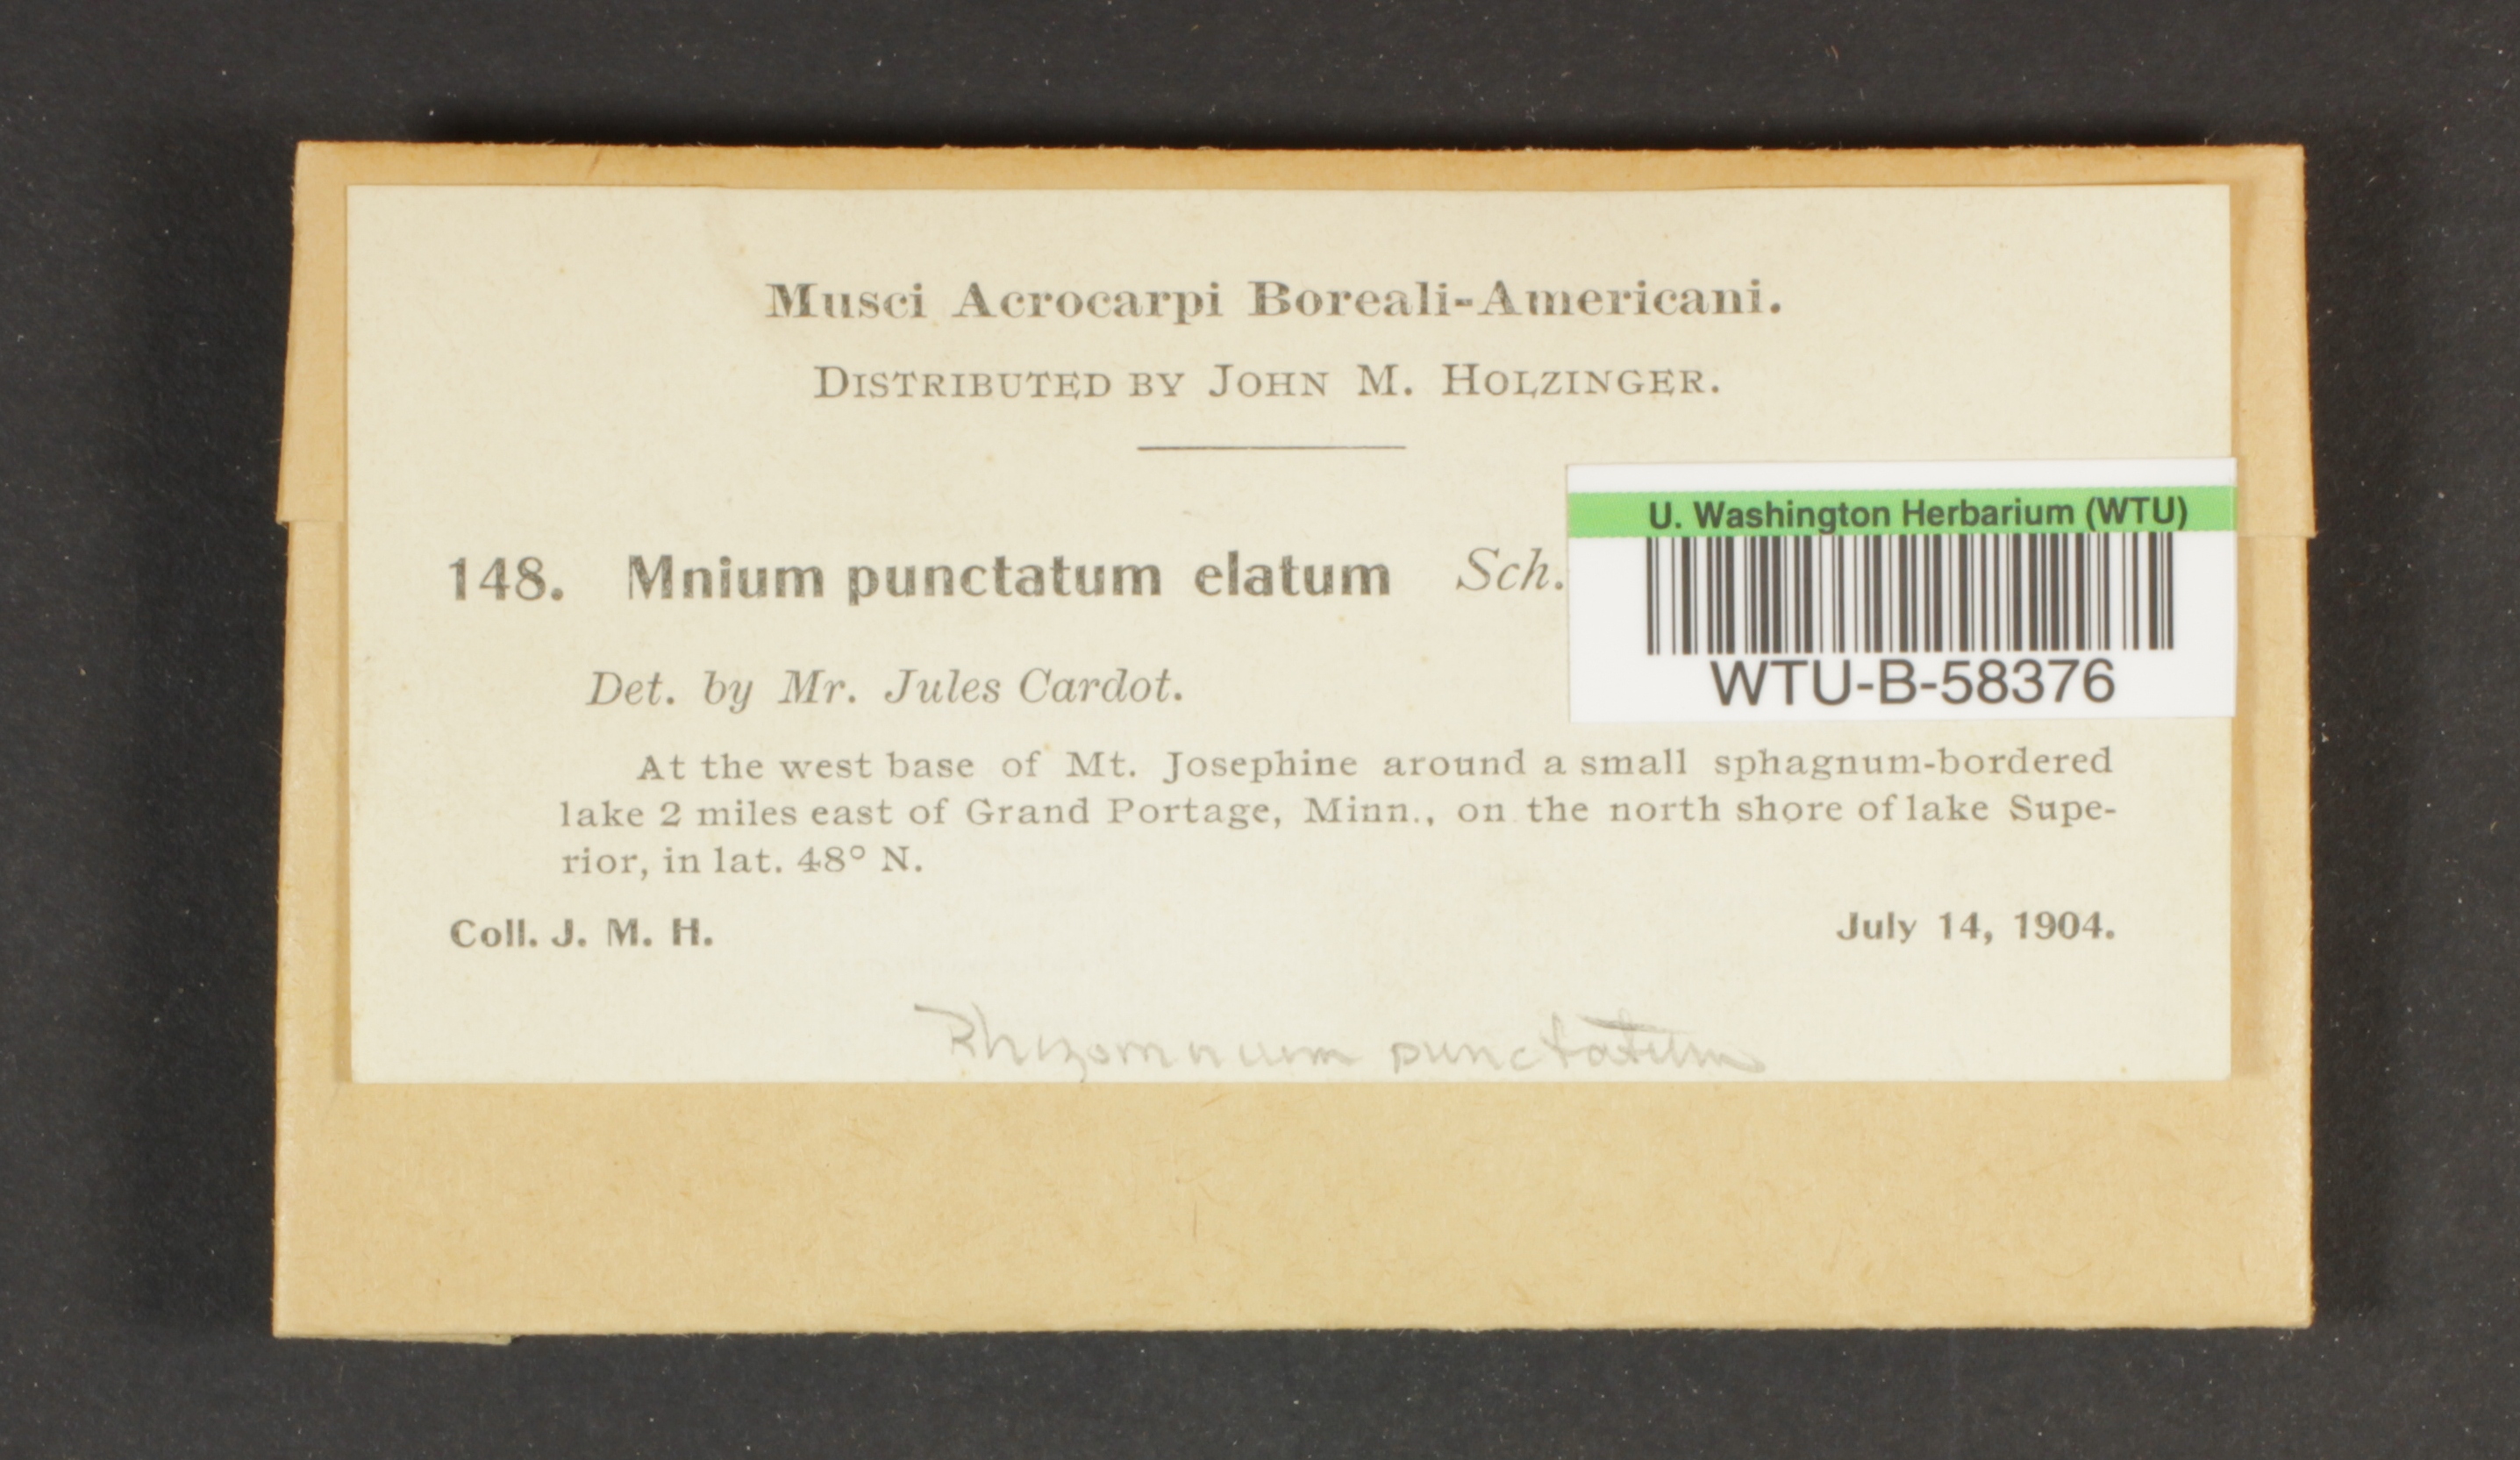 Musci Acrocarpi Boreali-Americani.
DISTRIBUTED BY JOHN M. HOLZINGER.
148. Mnium punctatum elatum Sch.
U. Washington Herbarium (WTU)
WTU-B-58376
Det. by Mr. Jules Cardot.
At the west base of Mt. Josephine around a small sphagnum-bordered
lake 2 miles east of Grand Portage, Minn., on the north shore of lake Supe-
rior, in lat. 48° N.
Coll. J. M. H. July 14, 1904.
Rhizomnium punctatum